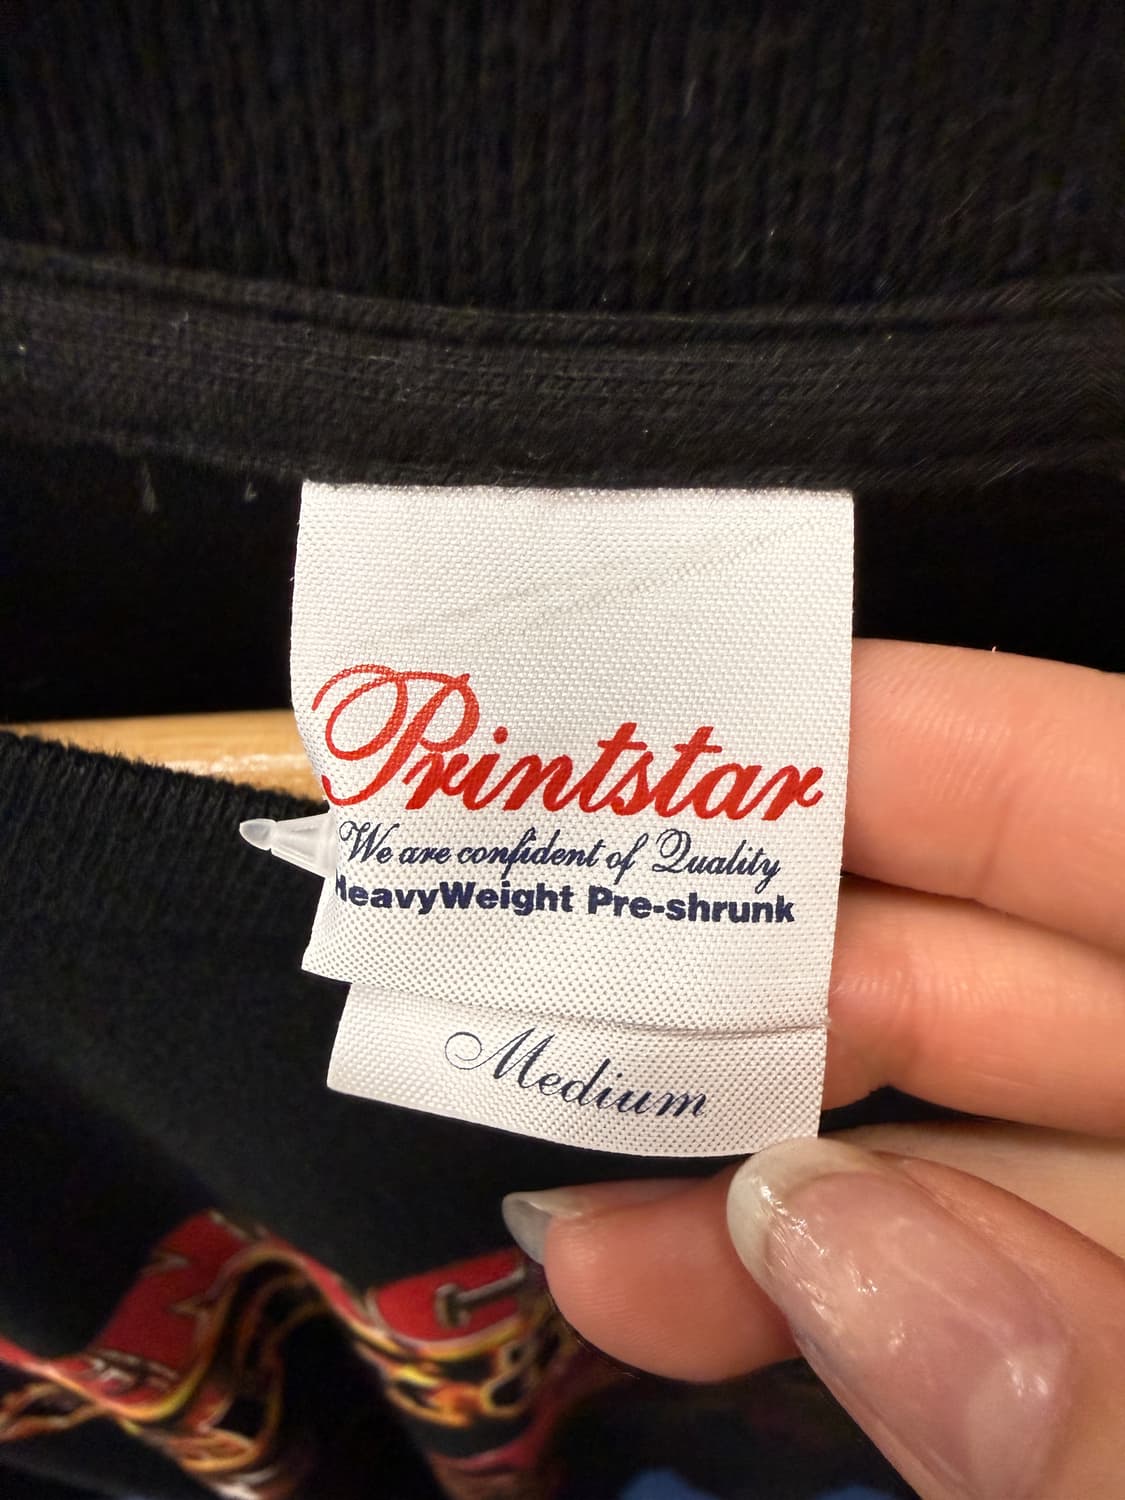 Printstar
We are confident of Quality
HeavyWeight Pre-shrunk
Medium